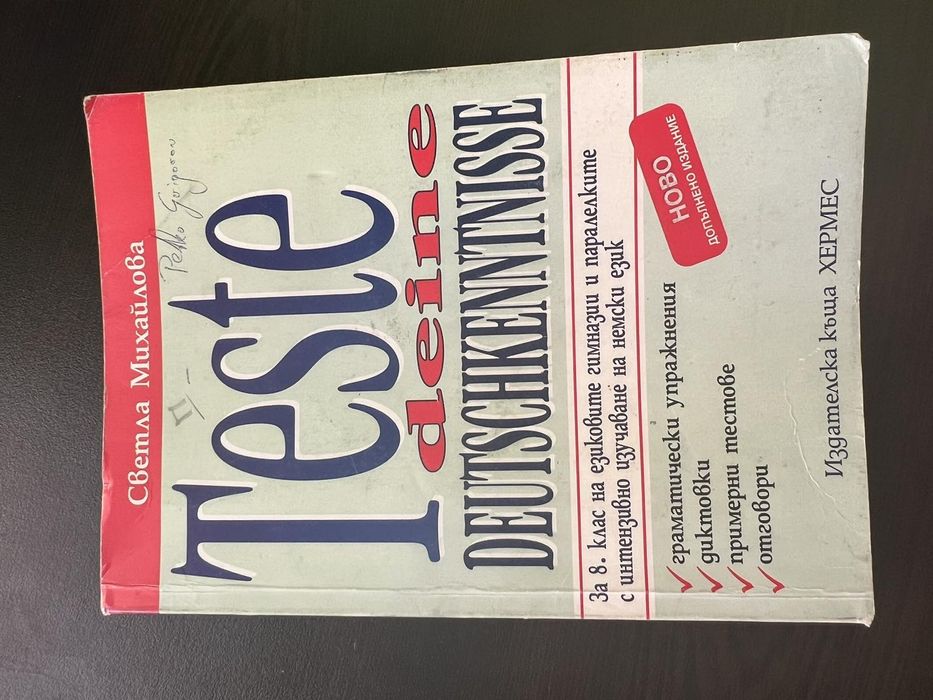 Светла Михайлова
Teste
deine
DEUTSCHKENNTNISSE
За 8. клас на езиковите гимназии и паралелките
с интензивно изучаване на немски език
НОВО
ДОПЪЛНЕНО ИЗДАНИЕ
граматически упражнения
диктовки
примерни тестове
отговори
Издателска къща ХЕРМЕС